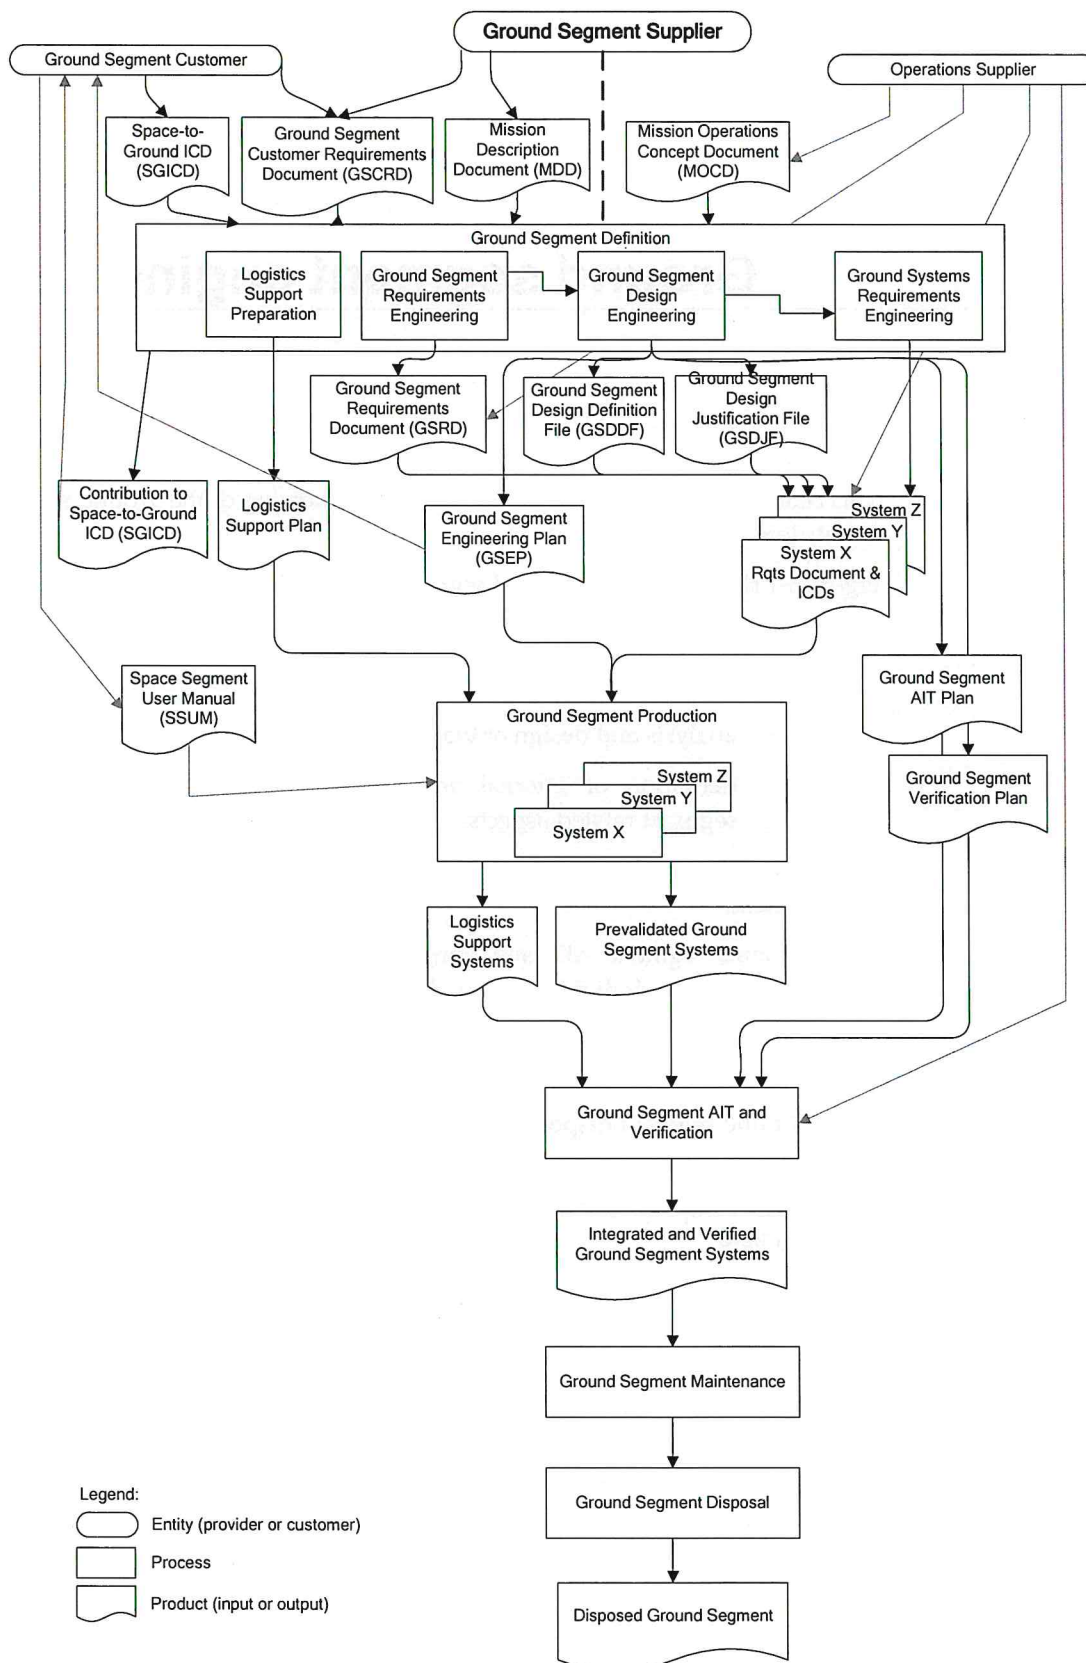 Ground Segment Supplier
Ground Segment Customer
Operations Supplier
Space-to-
Ground ICD
(SGICD)
Ground Segment
Customer Requirements
Document (GSCRD)
Mission
Description
Document (MDD)
Mission Operations
Concept Document
(MOCD)
Ground Segment Definition
Logistics
Support
Preparation
Ground Segment
Requirements
Engineering
Ground Segment
Design
Engineering
Ground Systems
Requirements
Engineering
Ground Segment
Requirements
Document (GSRD)
Ground Segment
Design Definition
File (GSDDF)
Ground Segment
Design
Justification File
(GSDJF)
Contribution to
Space-to-Ground
ICD (SGICD)
Logistics
Support Plan
Ground Segment
Engineering Plan
(GSEP)
System Z
System Y
System X
Rqts Document &
ICDs
Space Segment
User Manual
(SSUM)
Ground Segment
AIT Plan
Ground Segment Production
System Z
System Y
System X
Ground Segment
Verification Plan
Logistics
Support
Systems
Prevalidated Ground
Segment Systems
Ground Segment AIT and
Verification
Integrated and Verified
Ground Segment Systems
Ground Segment Maintenance
Ground Segment Disposal
Disposed Ground Segment
Legend:
Entity (provider or customer)
Process
Product (input or output)